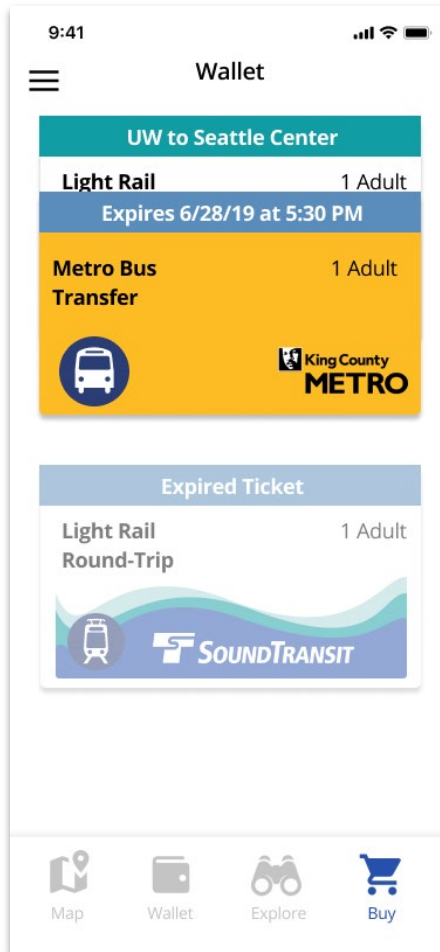 9:41
Wallet
UW to Seattle Center
Light Rail 1 Adult
Expires 6/28/19 at 5:30 PM
Metro Bus 1 Adult
Transfer
King County
METRO
Expired Ticket
Light Rail 1 Adult
Round-Trip
SOUNDTRANSIT
Map Wallet Explore Buy